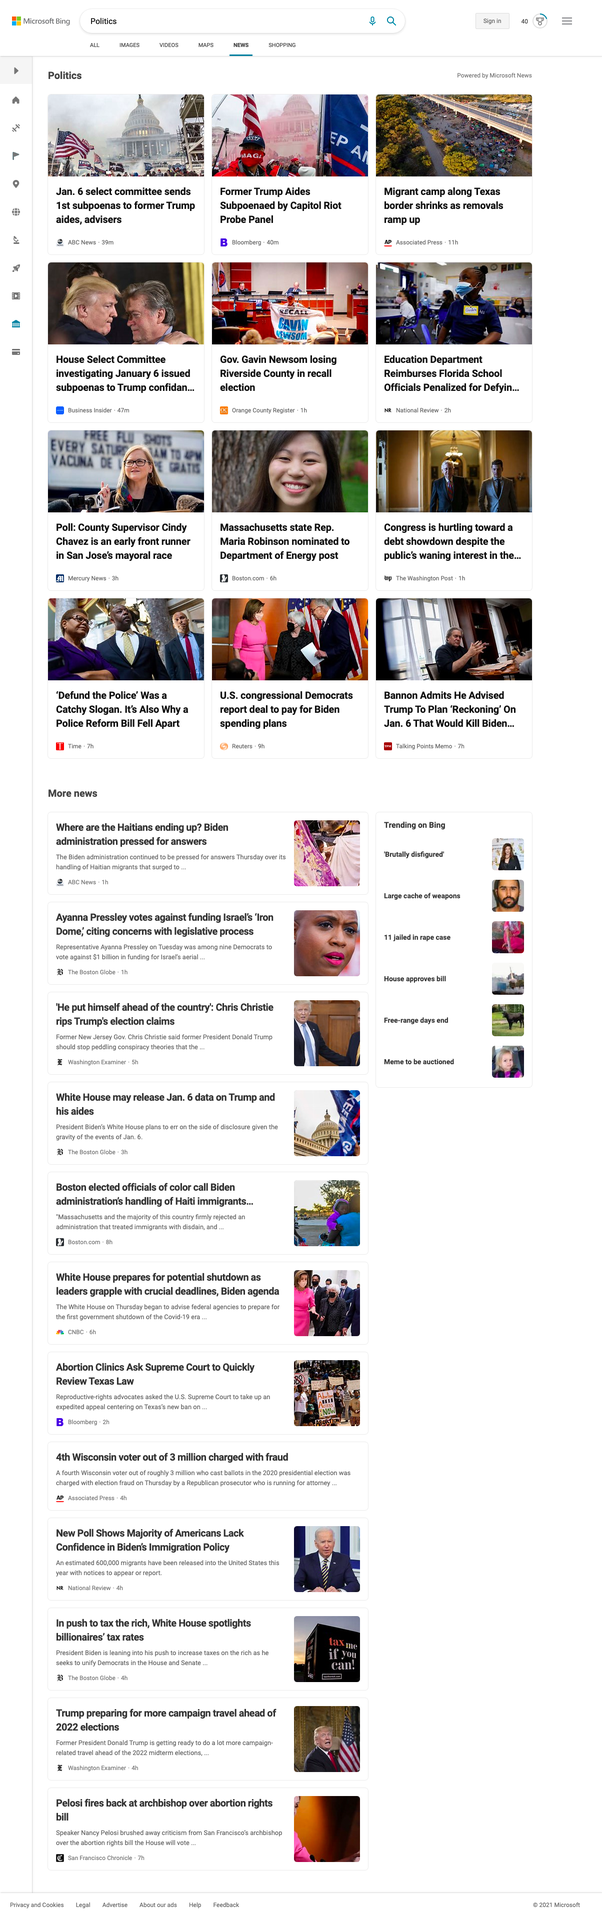 Microsoft Bing
Politics
Sign in
40
ALL
IMAGES
VIDEOS
MAPS
NEWS
SHOPPING
Politics
Powered by Microsoft News
Jan. 6 select committee sends
1st subpoenas to former Trump
aides, advisers
ABC News · 39m
MAGA
Former Trump Aides
Subpoenaed by Capitol Riot
Probe Panel
Bloomberg · 40m
Migrant camp along Texas
border shrinks as removals
ramp up
AP Associated Press · 11h
House Select Committee
investigating January 6 issued
subpoenas to Trump confidan...
Business Insider · 47m
RECALL
GAVIN
NEWSOM
Gov. Gavin Newsom losing
Riverside County in recall
election
Orange County Register · 1h
Education Department
Reimburses Florida School
Officials Penalized for Defyin...
NR National Review · 2h
FREE FLU SHOTS
EVERY SATU
AM TO 4PM
VACUNA DE
GRATIS
Poll: County Supervisor Cindy
Chavez is an early front runner
in San Jose's mayoral race
Mercury News · 3h
Massachusetts state Rep.
Maria Robinson nominated to
Department of Energy post
Boston.com · 6h
Congress is hurtling toward a
debt showdown despite the
public's waning interest in the...
wp The Washington Post · 1h
'Defund the Police' Was a
Catchy Slogan. It's Also Why a
Police Reform Bill Fell Apart
Time · 7h
U.S. congressional Democrats
report deal to pay for Biden
spending plans
Reuters · 9h
Bannon Admits He Advised
Trump To Plan 'Reckoning' On
Jan. 6 That Would Kill Biden...
Talking Points Memo · 7h
More news
Where are the Haitians ending up? Biden
administration pressed for answers
The Biden administration continued to be pressed for answers Thursday over its
handling of Haitian migrants that surged to ...
ABC News · 1h
Ayanna Pressley votes against funding Israel's 'Iron
Dome,' citing concerns with legislative process
Representative Ayanna Pressley on Tuesday was among nine Democrats to
vote against $1 billion in funding for Israel's aerial ...
The Boston Globe · 1h
'He put himself ahead of the country': Chris Christie
rips Trump's election claims
Former New Jersey Gov. Chris Christie said former President Donald Trump
should stop peddling conspiracy theories that the ...
Washington Examiner · 5h
White House may release Jan. 6 data on Trump and
his aides
President Biden's White House plans to err on the side of disclosure given the
gravity of the events of Jan. 6.
The Boston Globe · 3h
Boston elected officials of color call Biden
administration's handling of Haiti immigrants...
"Massachusetts and the majority of this country firmly rejected an
administration that treated immigrants with disdain, and ...
Boston.com · 8h
White House prepares for potential shutdown as
leaders grapple with crucial deadlines, Biden agenda
The White House on Thursday began to advise federal agencies to prepare for
the first government shutdown of the Covid-19 era ...
CNBC · 6h
Abortion Clinics Ask Supreme Court to Quickly
Review Texas Law
Reproductive-rights advocates asked the U.S. Supreme Court to take up an
expedited appeal centering on Texas's new ban on ...
Bloomberg · 2h
4th Wisconsin voter out of 3 million charged with fraud
A fourth Wisconsin voter out of roughly 3 million who cast ballots in the 2020 presidential election was
charged with election fraud on Thursday by a Republican prosecutor who is running for attorney ...
AP Associated Press · 4h
New Poll Shows Majority of Americans Lack
Confidence in Biden's Immigration Policy
An estimated 600,000 migrants have been released into the United States this
year with notices to appear or report.
NR National Review · 4h
In push to tax the rich, White House spotlights
billionaires' tax rates
President Biden is leaning into his push to increase taxes on the rich as he
seeks to unify Democrats in the House and Senate ...
The Boston Globe · 4h
tax me
if you
can!
Trump preparing for more campaign travel ahead of
2022 elections
Former President Donald Trump is getting ready to do a lot more campaign-
related travel ahead of the 2022 midterm elections, ...
Washington Examiner · 4h
Pelosi fires back at archbishop over abortion rights
bill
Speaker Nancy Pelosi brushed away criticism from San Francisco's archbishop
over the abortion rights bill the House will vote ...
San Francisco Chronicle · 7h
Trending on Bing
'Brutally disfigured'
Large cache of weapons
11 jailed in rape case
House approves bill
Free-range days end
Meme to be auctioned
Privacy and Cookies
Legal
Advertise
About our ads
Help
Feedback
© 2021 Microsoft